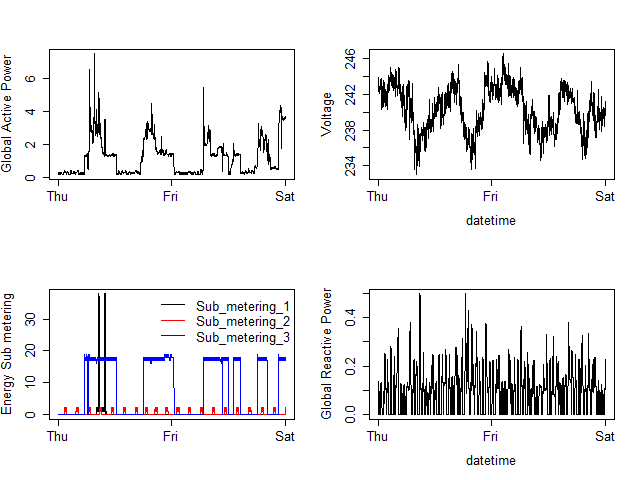 Global Active Power
0 2 4 6
Thu Fri Sat
Voltage
234 238 242 246
Thu Fri Sat
datetime
Energy Sub metering
0 10 20 30
Sub_metering_1
Sub_metering_2
Sub_metering_3
Thu Fri Sat
Global Reactive Power
0.0 0.2 0.4
Thu Fri Sat
datetime